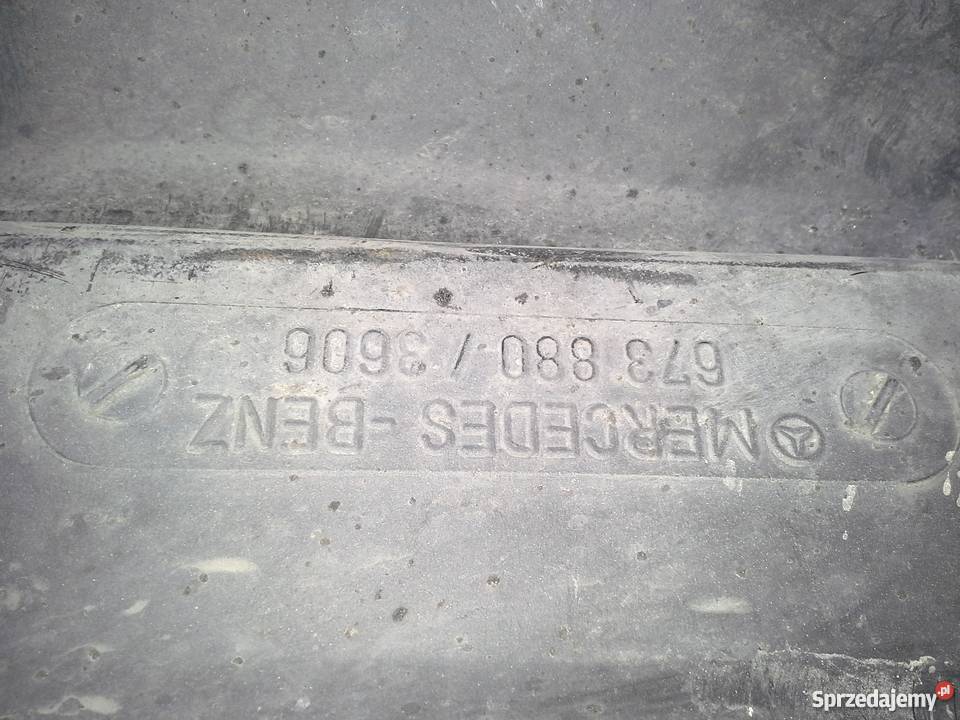 MERCEDES-BENZ
673 880 / 3606
Sprzedajemy.pl